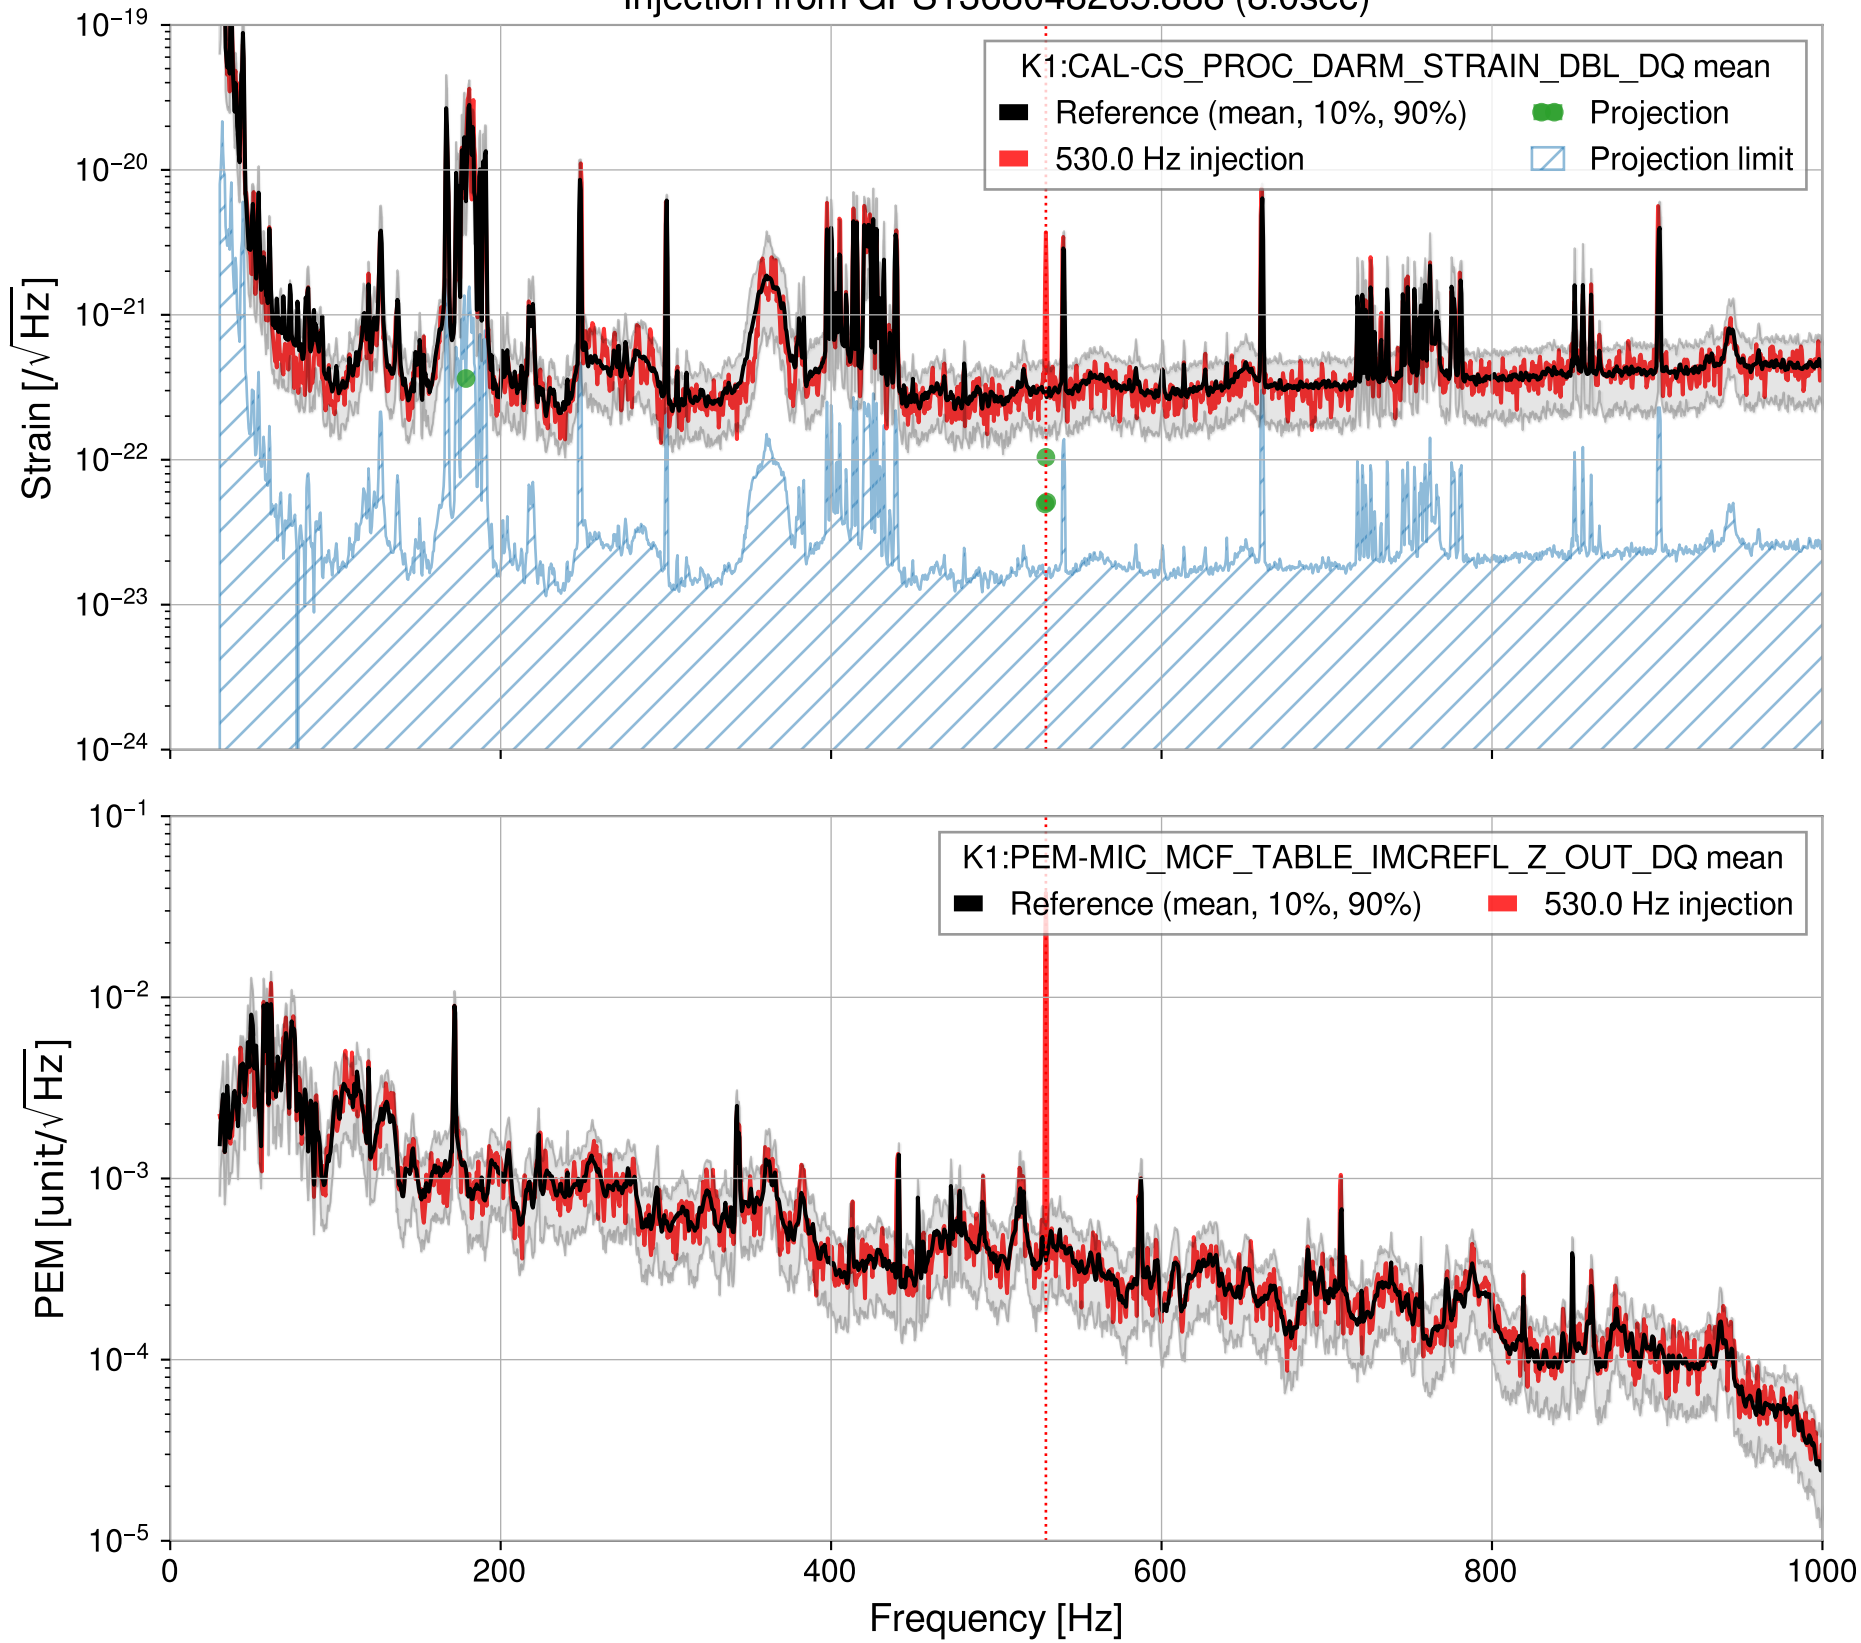 10⁻¹⁹
10⁻²⁰
10⁻²¹
10⁻²²
10⁻²³
10⁻²⁴
Strain [/√Hz]
K1:CAL-CS_PROC_DARM_STRAIN_DBL_DQ mean
Reference (mean, 10%, 90%)
530.0 Hz injection
Projection
Projection limit
10⁻¹
10⁻²
10⁻³
10⁻⁴
10⁻⁵
PEM [unit/√Hz]
K1:PEM-MIC_MCF_TABLE_IMCREFL_Z_OUT_DQ mean
Reference (mean, 10%, 90%)
530.0 Hz injection
0 200 400 600 800 1000
Frequency [Hz]